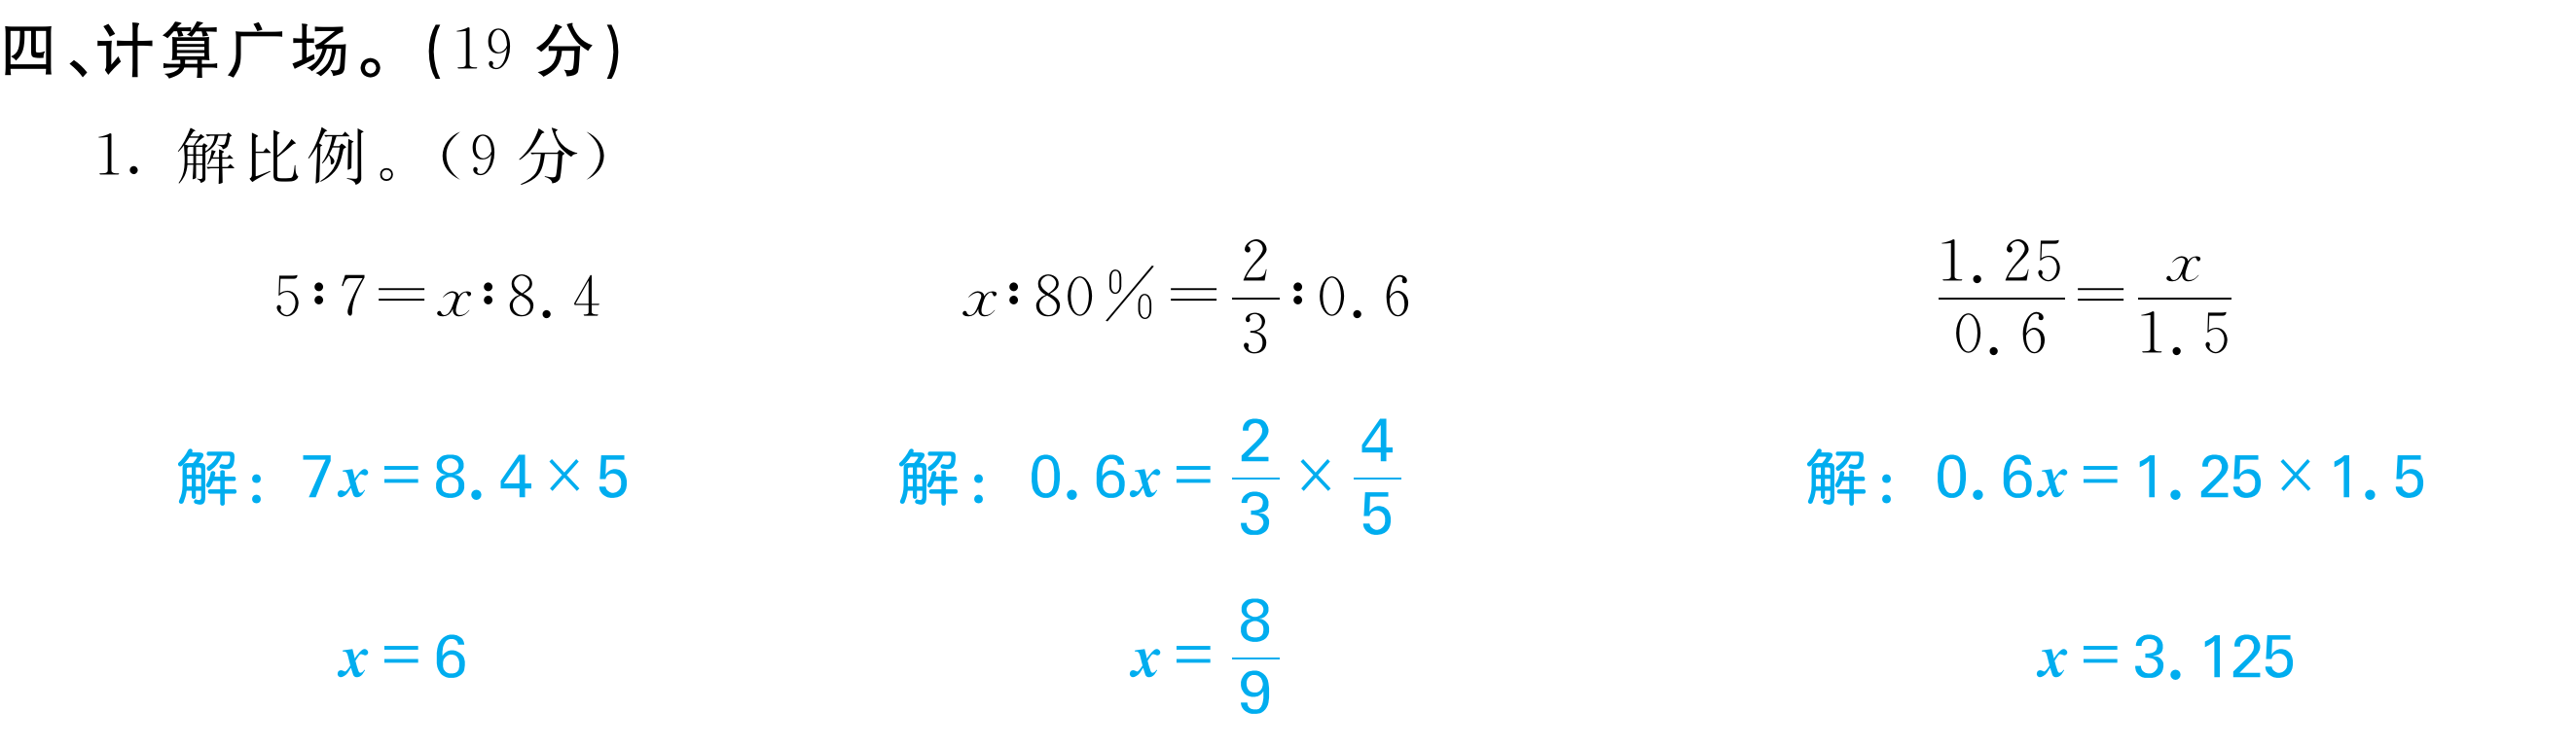 四、计算广场。(19 分)
1. 解比例。(9 分)
5∶7=x∶8.4 x∶80%=2/3∶0.6 1.25/0.6=x/1.5
解：7x=8.4×5 解：0.6x=2/3×4/5 解：0.6x=1.25×1.5
x=6 x=8/9 x=3.125